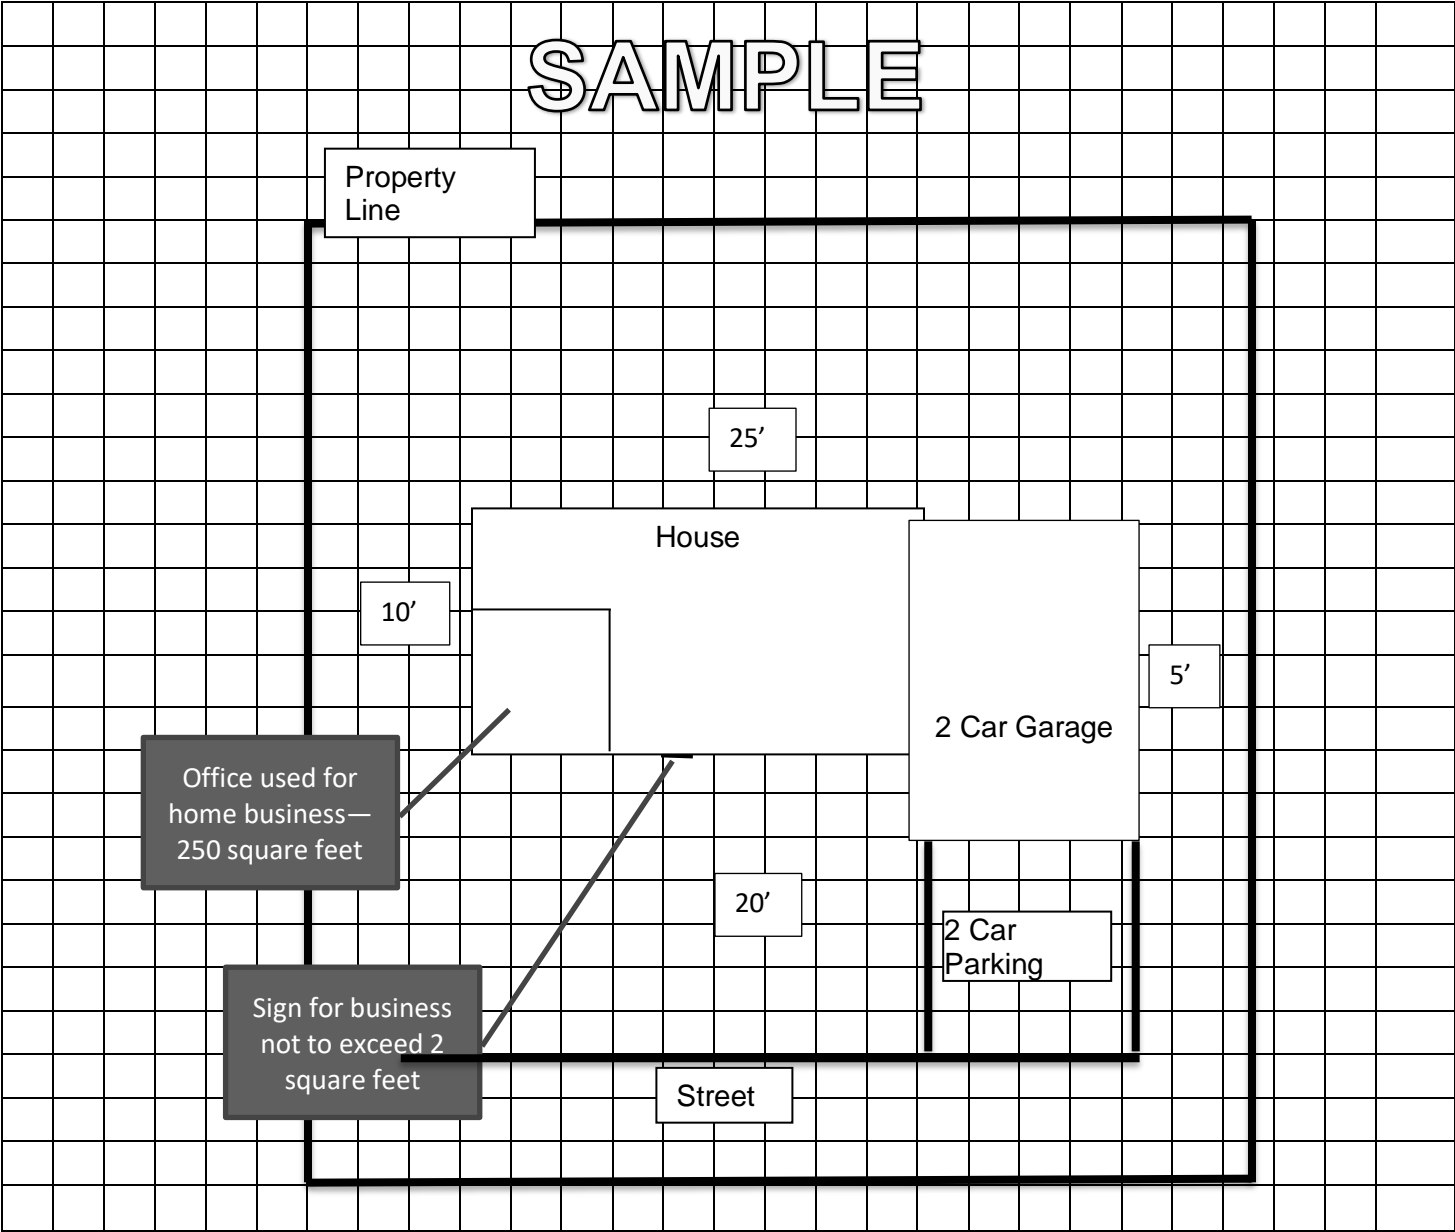 SAMPLE
Property
Line
25’
House
10’
5’
2 Car Garage
Office used for
home business—
250 square feet
20’
2 Car
Parking
Sign for business
not to exceed 2
square feet
Street